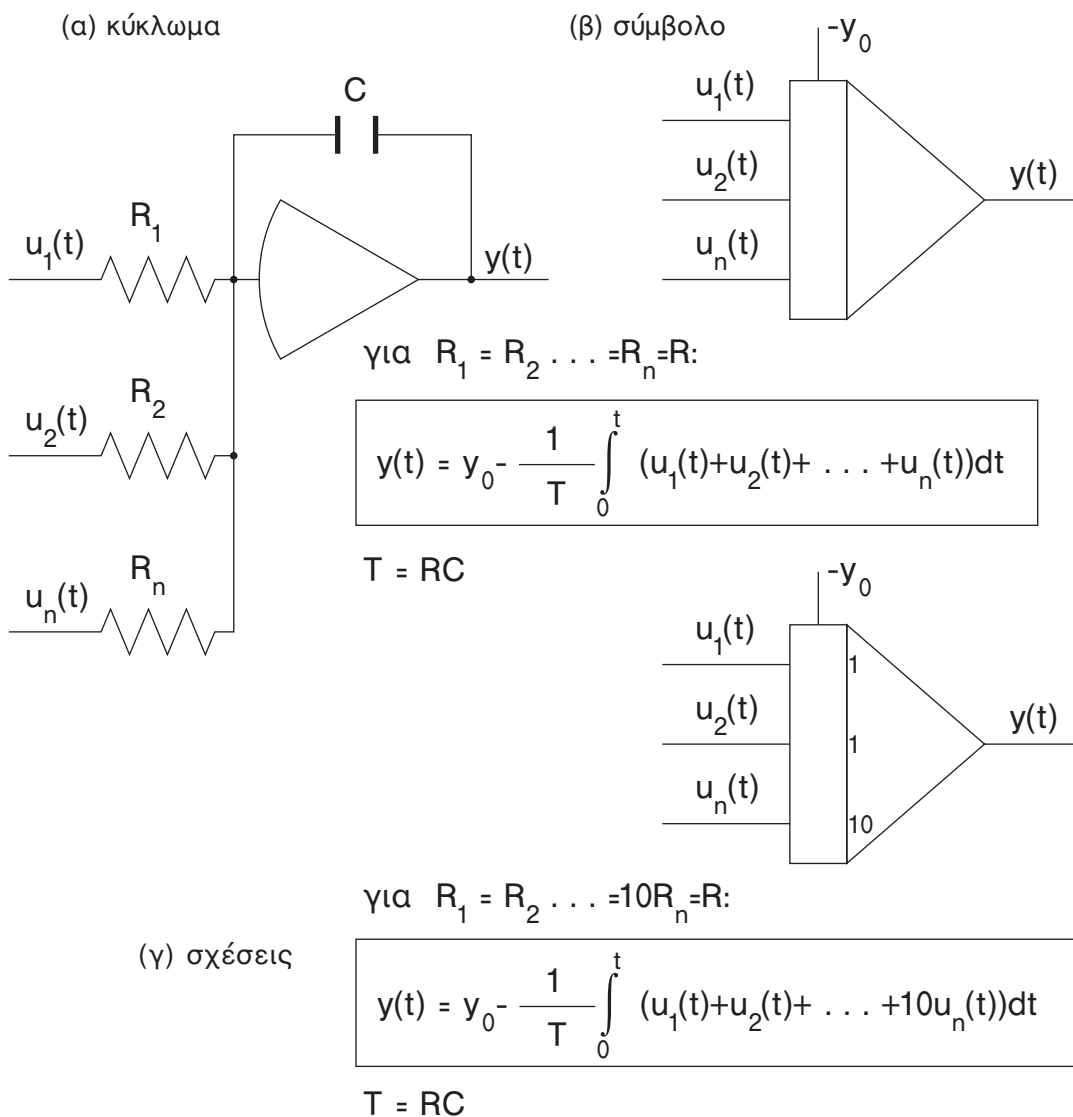 (α) κύκλωμα
(β) σύμβολο
-y₀
C
u₁(t)
u₂(t)
uₙ(t)
y(t)
R₁
u₁(t)
y(t)
R₂
u₂(t)
Rₙ
uₙ(t)
για R₁ = R₂ . . . =Rₙ=R:
y(t) = y₀- 1/T ∫₀ᵗ (u₁(t)+u₂(t)+ . . . +uₙ(t))dt
T = RC
-y₀
u₁(t)
1
u₂(t)
1
y(t)
uₙ(t)
10
για R₁ = R₂ . . . =10Rₙ=R:
(γ) σχέσεις
y(t) = y₀- 1/T ∫₀ᵗ (u₁(t)+u₂(t)+ . . . +10uₙ(t))dt
T = RC